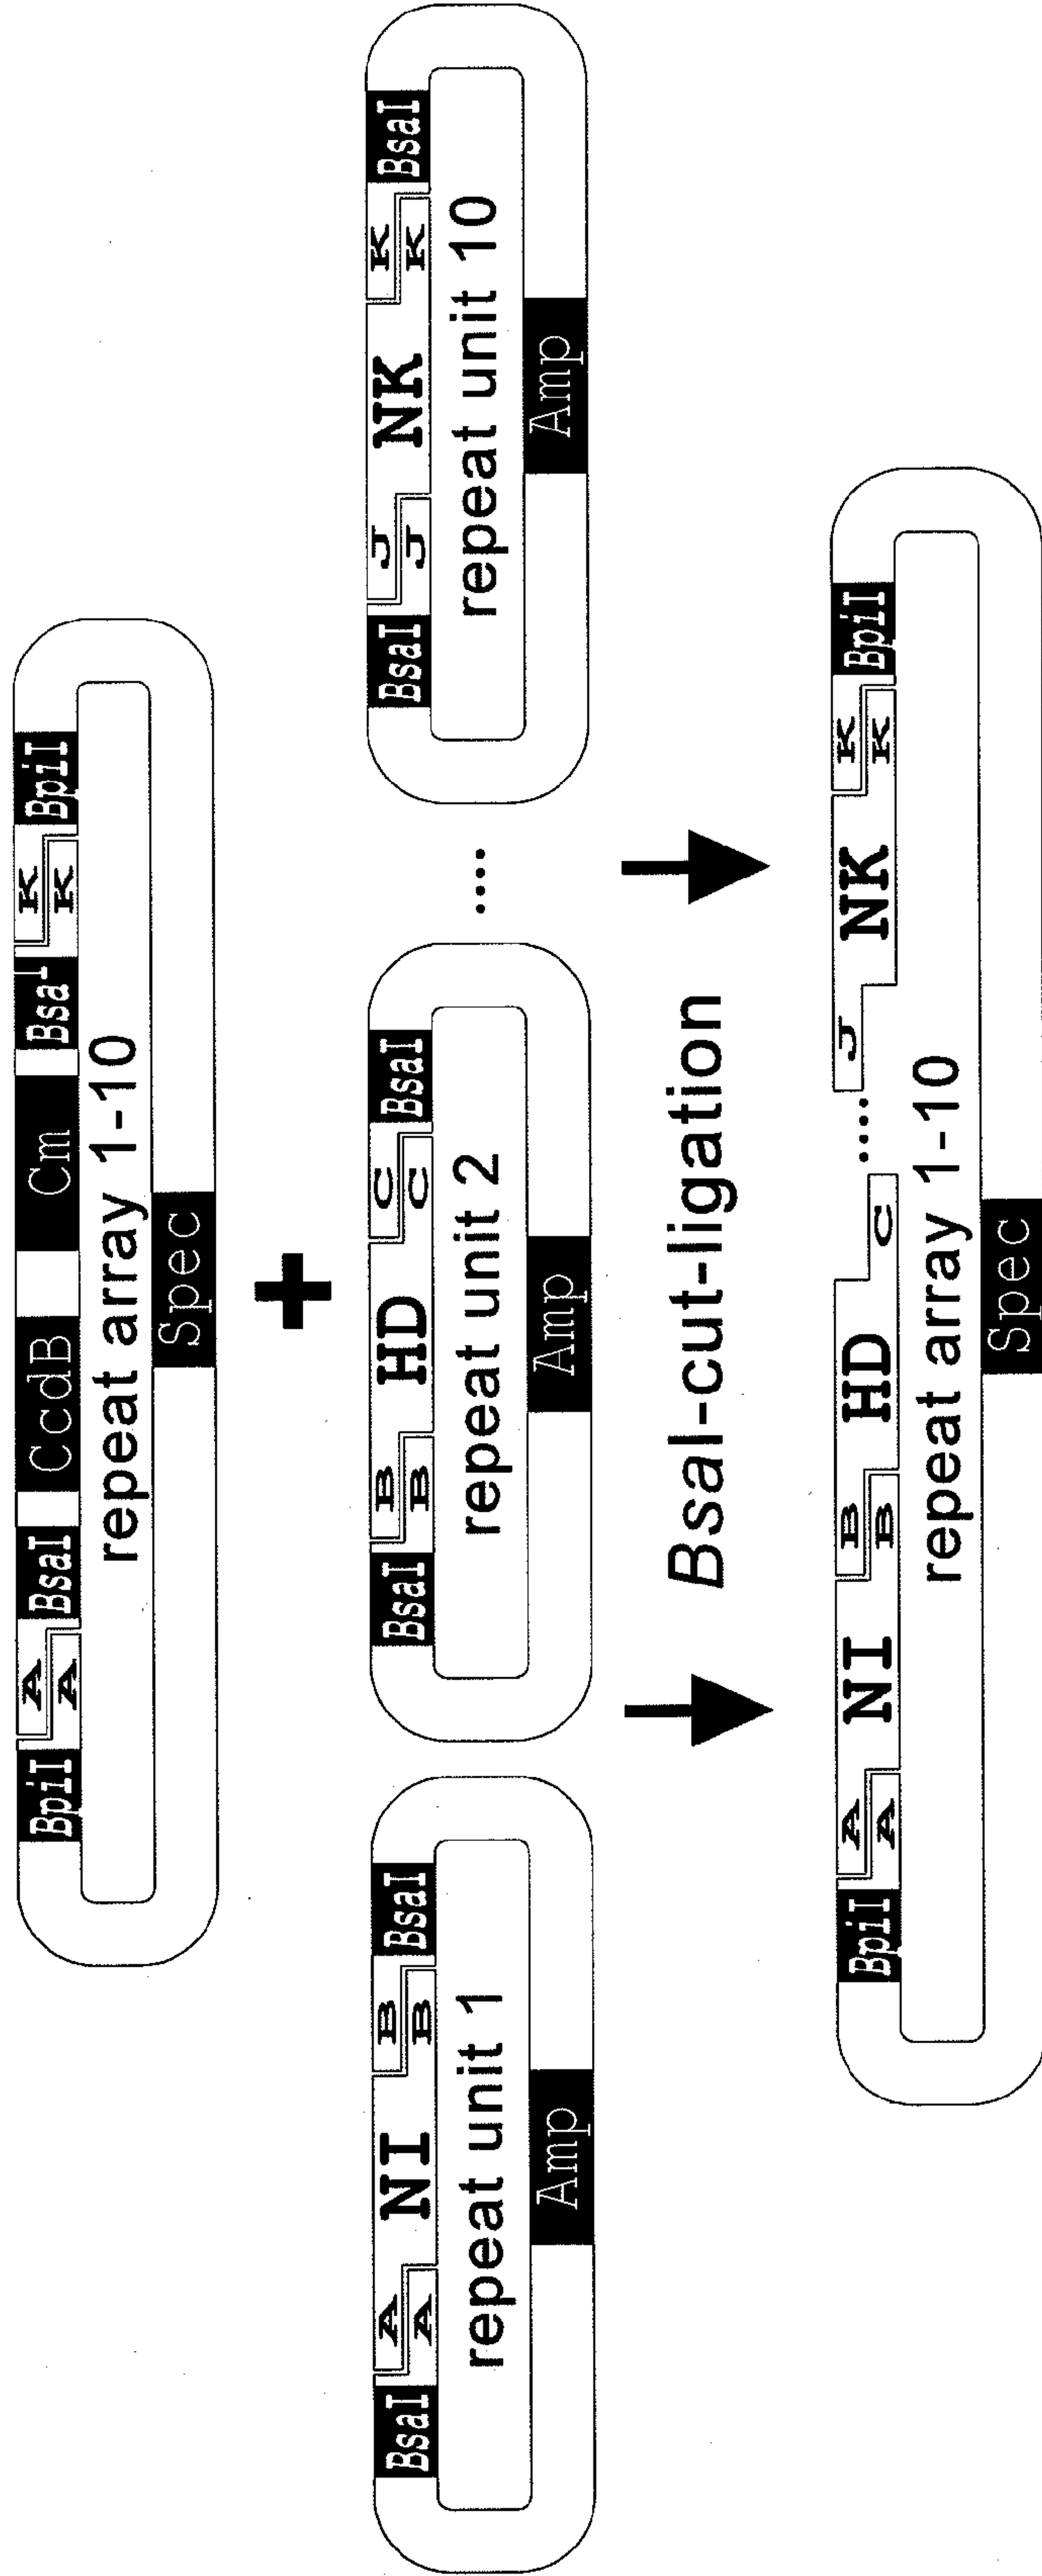 BpiI A A BsaI CcdB Cm BsaI K K BpiI
repeat array 1-10
Spec
+
BsaI A A NI B B BsaI
repeat unit 1
Amp
BsaI B B HD C C BsaI
repeat unit 2
Amp
....
BsaI J J NK K K BsaI
repeat unit 10
Amp
BsaI-cut-ligation
BpiI A A NI B B HD C ..... J NK K K BpiI
repeat array 1-10
Spec